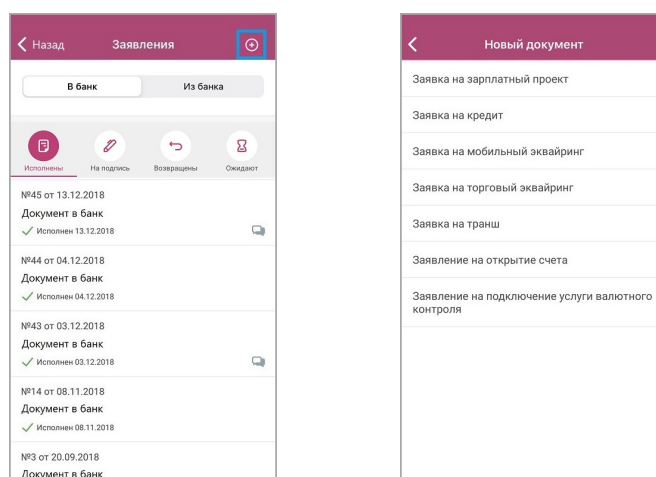 Назад
Заявления
В банк
Из банка
Исполнены
На подпись
Возвращены
Ожидают
№45 от 13.12.2018
Документ в банк
Исполнен 13.12.2018
№44 от 04.12.2018
Документ в банк
Исполнен 04.12.2018
№43 от 03.12.2018
Документ в банк
Исполнен 03.12.2018
№14 от 08.11.2018
Документ в банк
Исполнен 08.11.2018
№3 от 20.09.2018
Документ в банк
Новый документ
Заявка на зарплатный проект
Заявка на кредит
Заявка на мобильный эквайринг
Заявка на торговый эквайринг
Заявка на транш
Заявление на открытие счета
Заявление на подключение услуги валютного
контроля